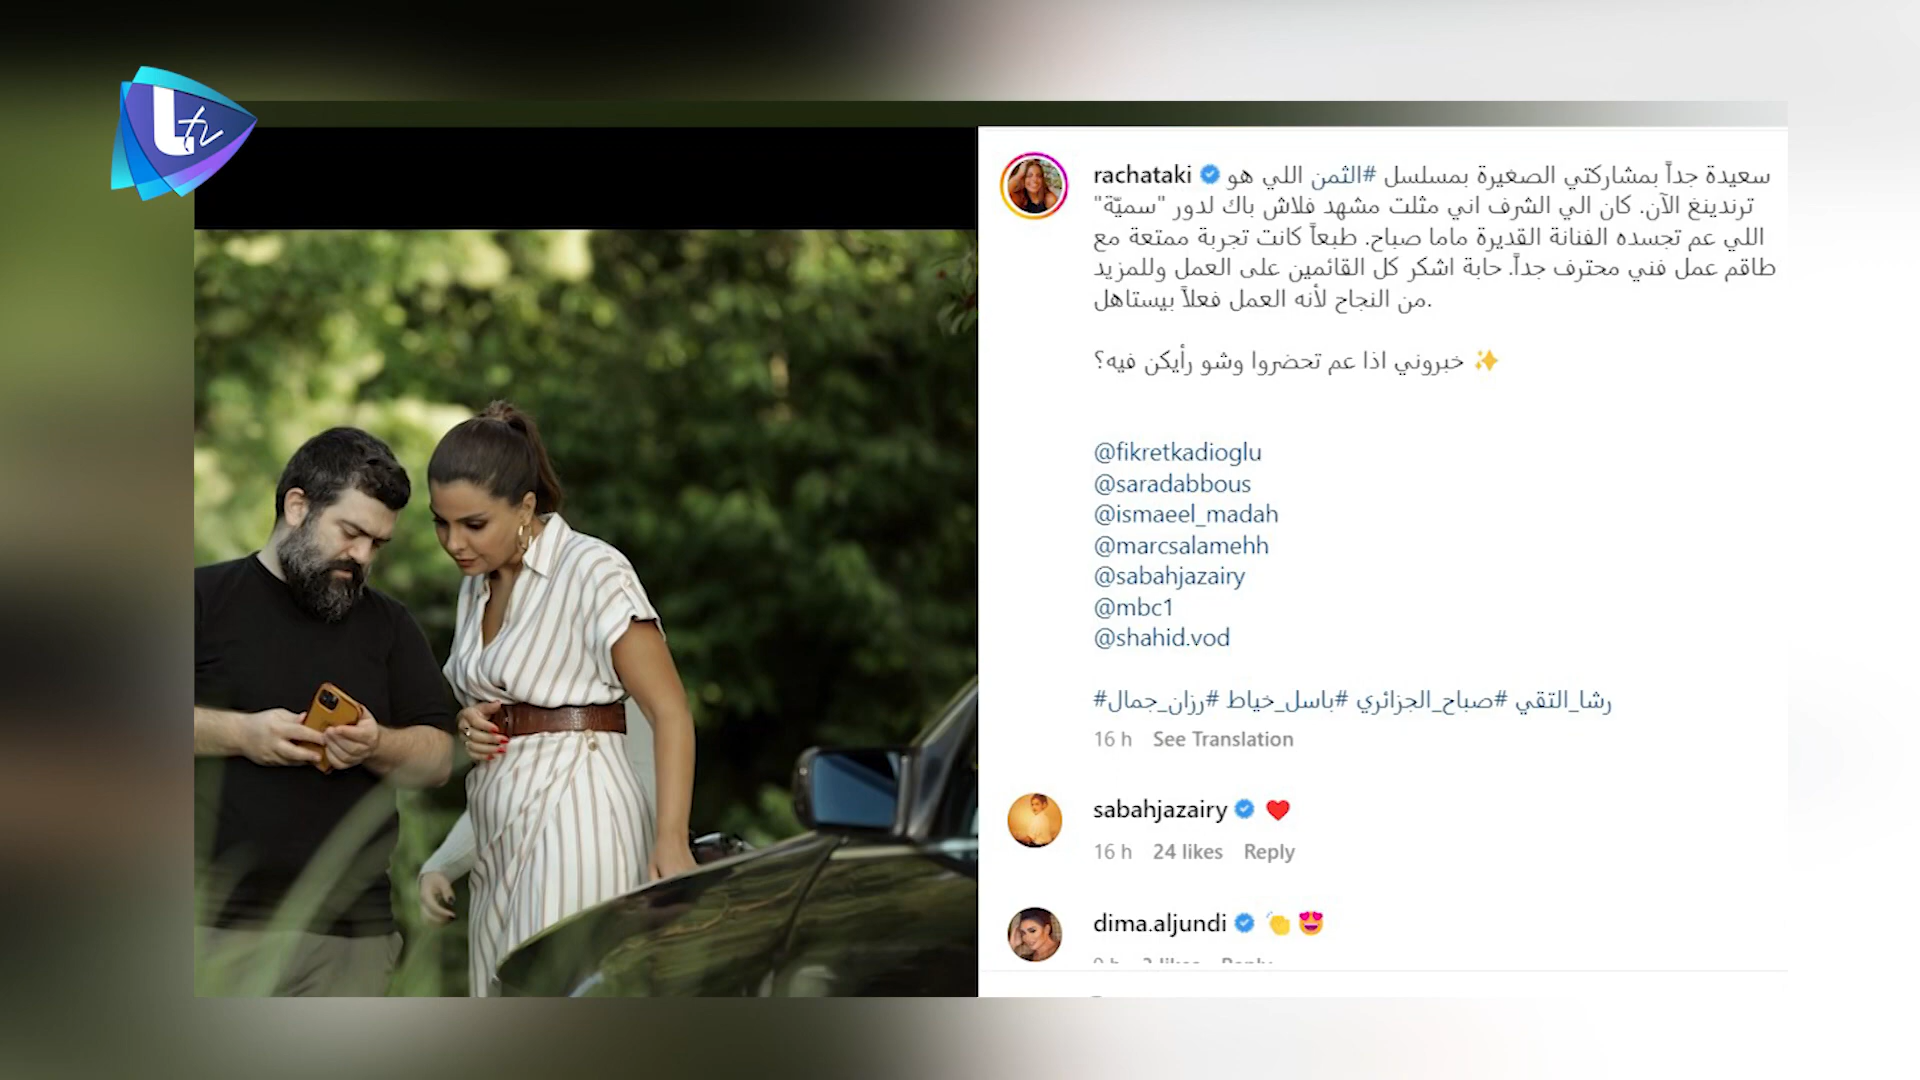 Ltv
rachataki سعيدة جداً بمشاركتي الصغيرة بمسلسل #الثمن اللي هو
ترندينغ الآن. كان الي الشرف اني مثلت مشهد فلاش باك لدور "سميّة"
اللي عم تجسده الفنانة القديرة ماما صباح. طبعاً كانت تجربة ممتعة مع
طاقم عمل فني محترف جداً. حابة اشكر كل القائمين على العمل وللمزيد
من النجاح لأنه العمل فعلاً بيستاهل.
✨ خبروني اذا عم تحضروا وشو رأيكن فيه؟
@fikretkadioglu
@saradabbous
@ismaeel_madah
@marcsalamehh
@sabahjazairy
@mbc1
@shahid.vod
#رشا_التقي #صباح_الجزائري #باسل_خياط #رزان_جمال
16 h See Translation
sabahjazairy ❤️
16 h 24 likes Reply
dima.aljundi 👏😍